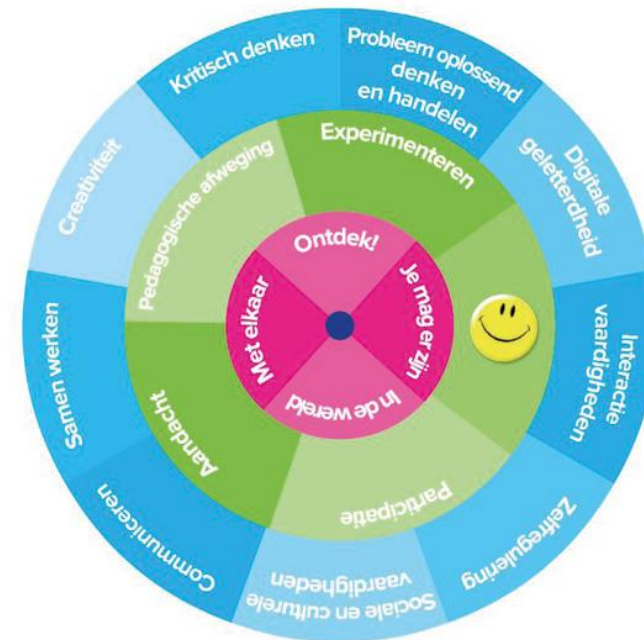 Kritisch denken
Probleem oplossend
denken
en handelen
Digitale
geletterdheid
Interactie
vaardigheden
Zelfregulering
Sociale en culturele
vaardigheden
Communiceren
Samen werken
Creativiteit
Experimenteren
Participatie
Aandacht
Pedagogische afweging
Ontdek!
Je mag er zijn
In de wereld
Met elkaar